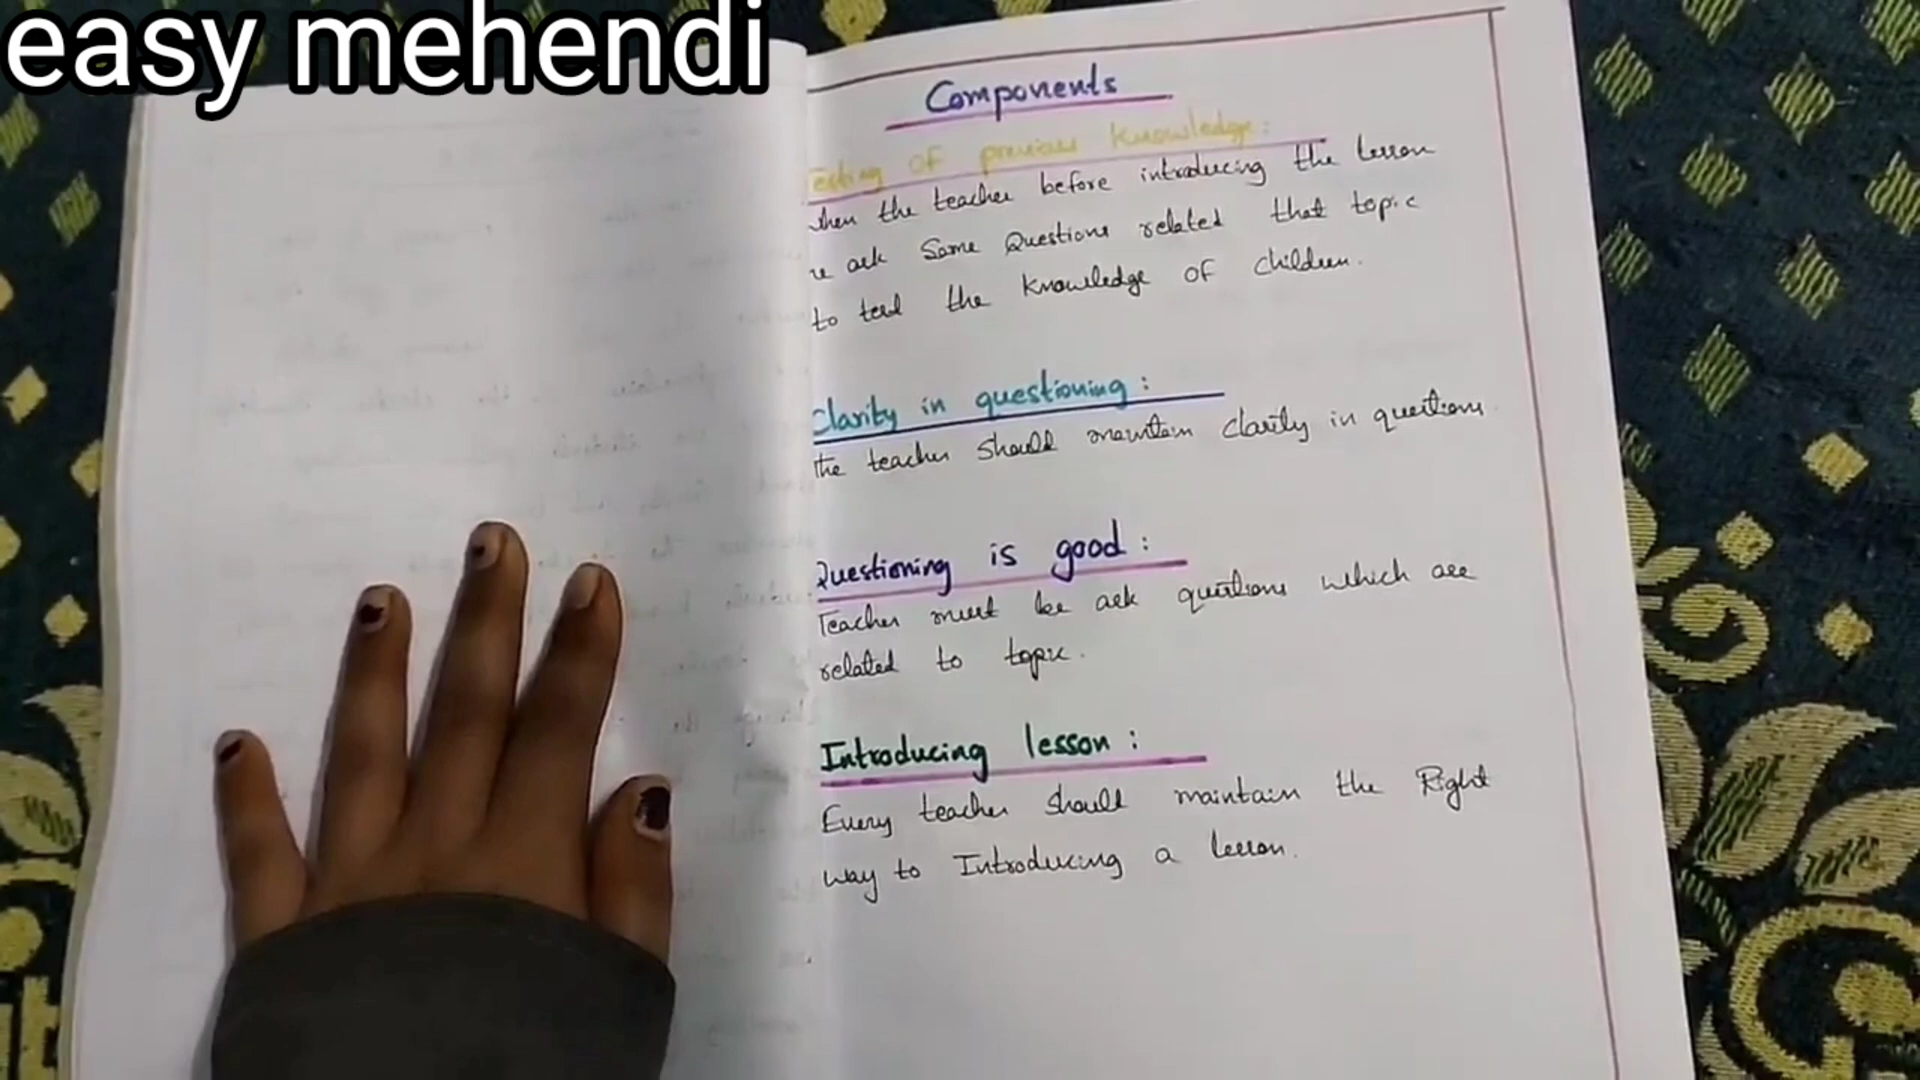 easy mehendi
Components
Testing of previous knowledge:
when the teacher before introducing the lesson
ask Some Questions related that topic
to test the knowledge of children.
Clarity in questioning:
the teacher should maintain clarity in questions
Questioning is good:
Teacher must be ask questions which are
related to topic.
Introducing lesson:
Every teacher should maintain the Right
way to Introducing a lesson.